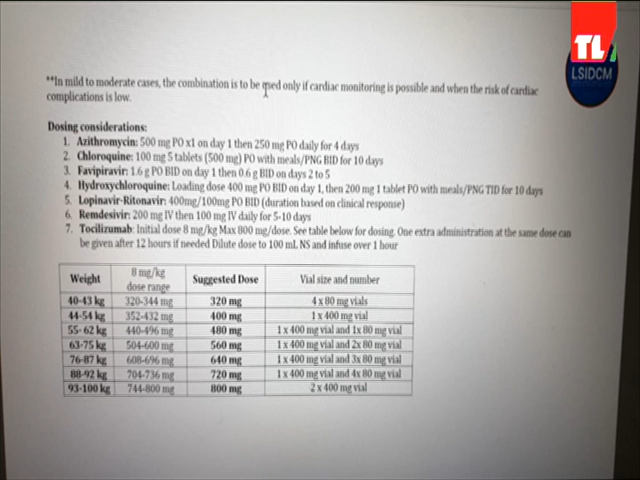 TL
LSIDCM
**In mild to moderate cases, the combination is to be used only if cardiac monitoring is possible and when the risk of cardiac
complications is low.
Dosing considerations:
1. Azithromycin: 500 mg PO x1 on day 1 then 250 mg PO daily for 4 days
2. Chloroquine: 100 mg 5 tablets (500 mg) PO with meals/PNG BID for 10 days
3. Favipiravir: 1.6 g PO BID on day 1 then 0.6 g BID on days 2 to 5
4. Hydroxychloroquine: Loading dose 400 mg PO BID on day 1, then 200 mg 1 tablet PO with meals/PNG TID for 10 days
5. Lopinavir-Ritonavir: 400mg/100mg PO BID (duration based on clinical response)
6. Remdesivir: 200 mg IV then 100 mg IV daily for 5-10 days
7. Tocilizumab: Initial dose 8 mg/kg Max 800 mg/dose. See table below for dosing. One extra administration at the same dose can
be given after 12 hours if needed Dilute dose to 100 mL NS and infuse over 1 hour
Weight 8 mg/kg dose range Suggested Dose Vial size and number
40-43 kg 320-344 mg 320 mg 4 x 80 mg vials
44-54 kg 352-432 mg 400 mg 1 x 400 mg vial
55- 62 kg 440-496 mg 480 mg 1 x 400 mg vial and 1x 80 mg vial
63-75 kg 504-600 mg 560 mg 1 x 400 mg vial and 2x 80 mg vial
76-87 kg 608-696 mg 640 mg 1 x 400 mg vial and 3x 80 mg vial
88-92 kg 704-736 mg 720 mg 1 x 400 mg vial and 4x 80 mg vial
93-100 kg 744-800 mg 800 mg 2 x 400 mg vial